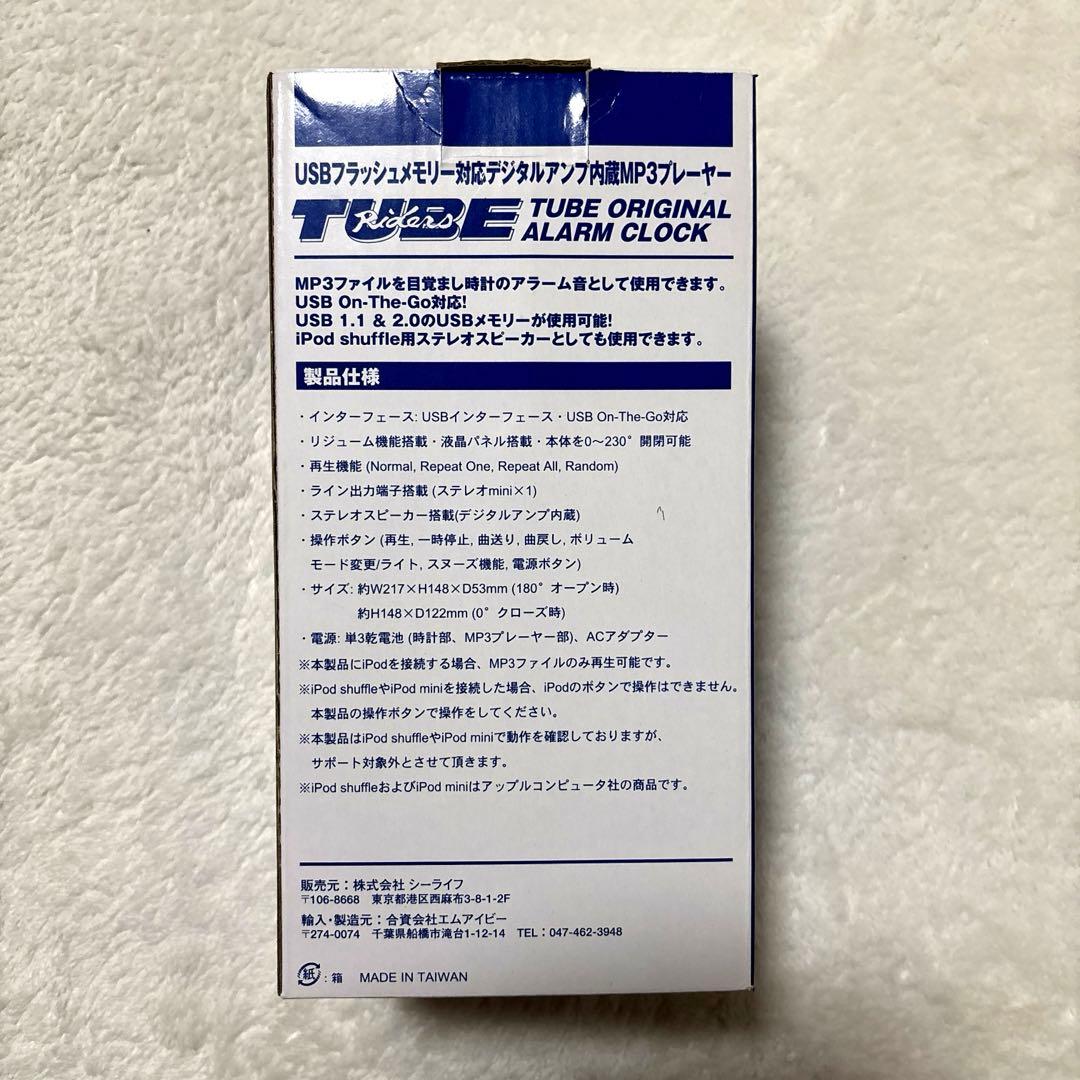 USBフラッシュメモリー対応デジタルアンプ内蔵MP3プレーヤー
TUBE Riders TUBE ORIGINAL
ALARM CLOCK
MP3ファイルを目覚まし時計のアラーム音として使用できます。
USB On-The-Go対応!
USB 1.1 & 2.0のUSBメモリーが使用可能!
iPod shuffle用ステレオスピーカーとしても使用できます。
製品仕様
・インターフェース: USBインターフェース・USB On-The-Go対応
・リジューム機能搭載・液晶パネル搭載・本体を0～230°開閉可能
・再生機能 (Normal, Repeat One, Repeat All, Random)
・ライン出力端子搭載 (ステレオmini×1)
・ステレオスピーカー搭載(デジタルアンプ内蔵)
・操作ボタン (再生, 一時停止, 曲送り, 曲戻し, ボリューム
モード変更/ライト, スヌーズ機能, 電源ボタン)
・サイズ: 約W217×H148×D53mm (180°オープン時)
約H148×D122mm (0°クローズ時)
・電源: 単3乾電池 (時計部、MP3プレーヤー部)、ACアダプター
※本製品にiPodを接続する場合、MP3ファイルのみ再生可能です。
※iPod shuffleやiPod miniを接続した場合、iPodのボタンで操作はできません。
本製品の操作ボタンで操作をしてください。
※本製品はiPod shuffleやiPod miniで動作を確認しておりますが、
サポート対象外とさせて頂きます。
※iPod shuffleおよびiPod miniはアップルコンピュータ社の商品です。
販売元：株式会社 シーライフ
〒106-8668 東京都港区西麻布3-8-1-2F
輸入・製造元：合資会社エムアイビー
〒274-0074 千葉県船橋市滝台1-12-14 TEL：047-462-3948
紙：箱 MADE IN TAIWAN